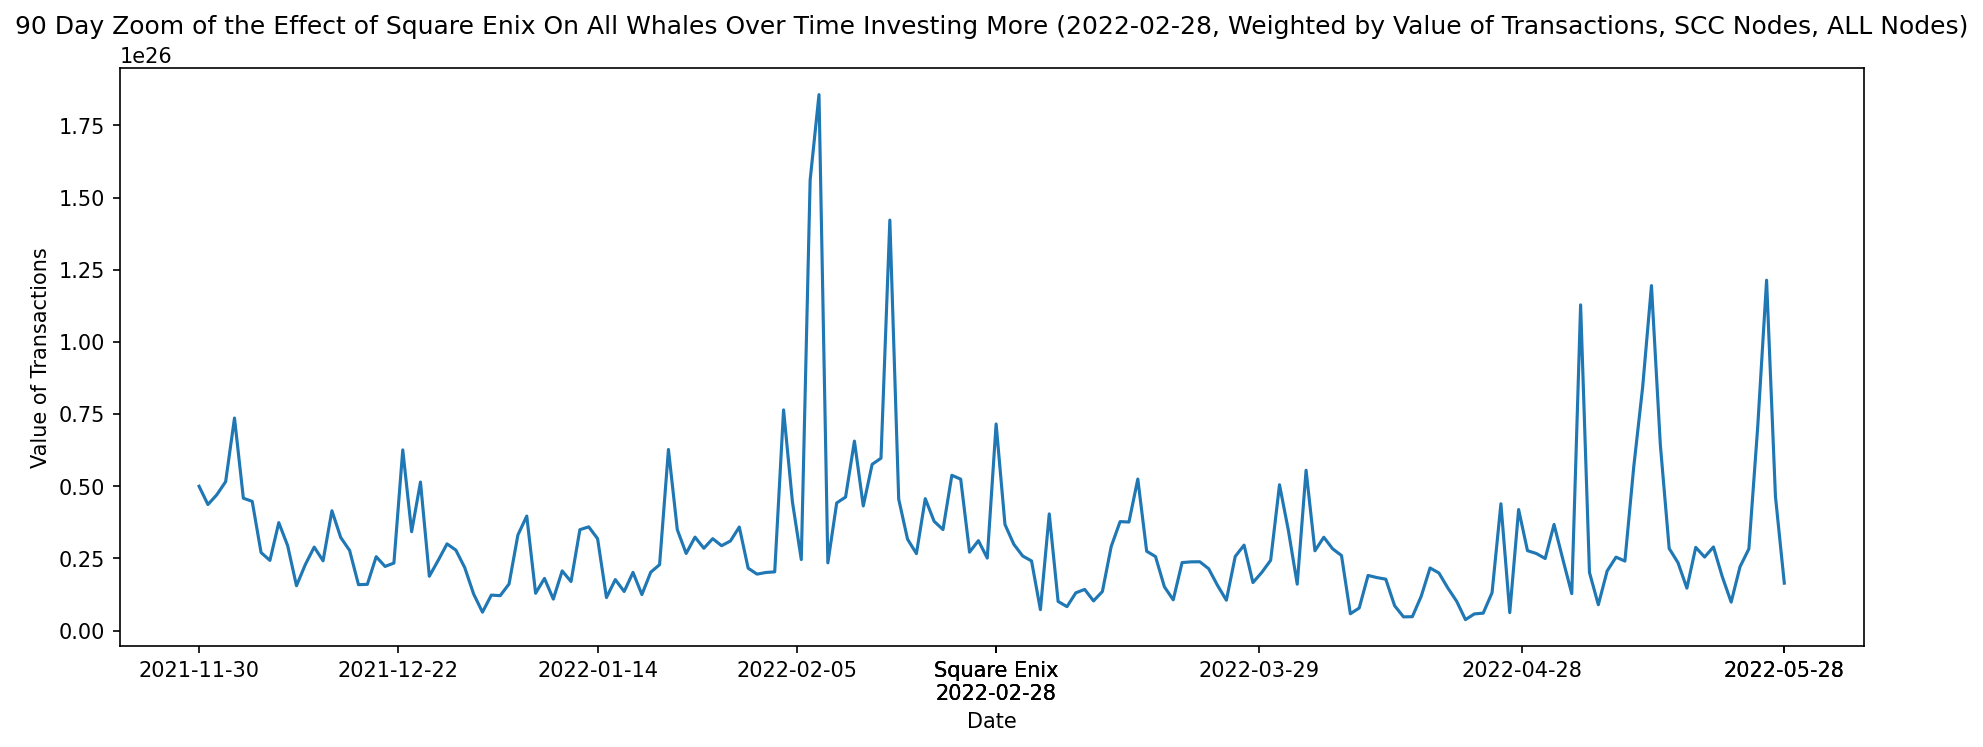 90 Day Zoom of the Effect of Square Enix On All Whales Over Time Investing More (2022-02-28, Weighted by Value of Transactions, SCC Nodes, ALL Nodes)
1e26
1.75
1.50
1.25
1.00
0.75
0.50
0.25
0.00
Value of Transactions
2021-11-30 2021-12-22 2022-01-14 2022-02-05 Square Enix 2022-03-29 2022-04-28 2022-05-28
2022-02-28
Date